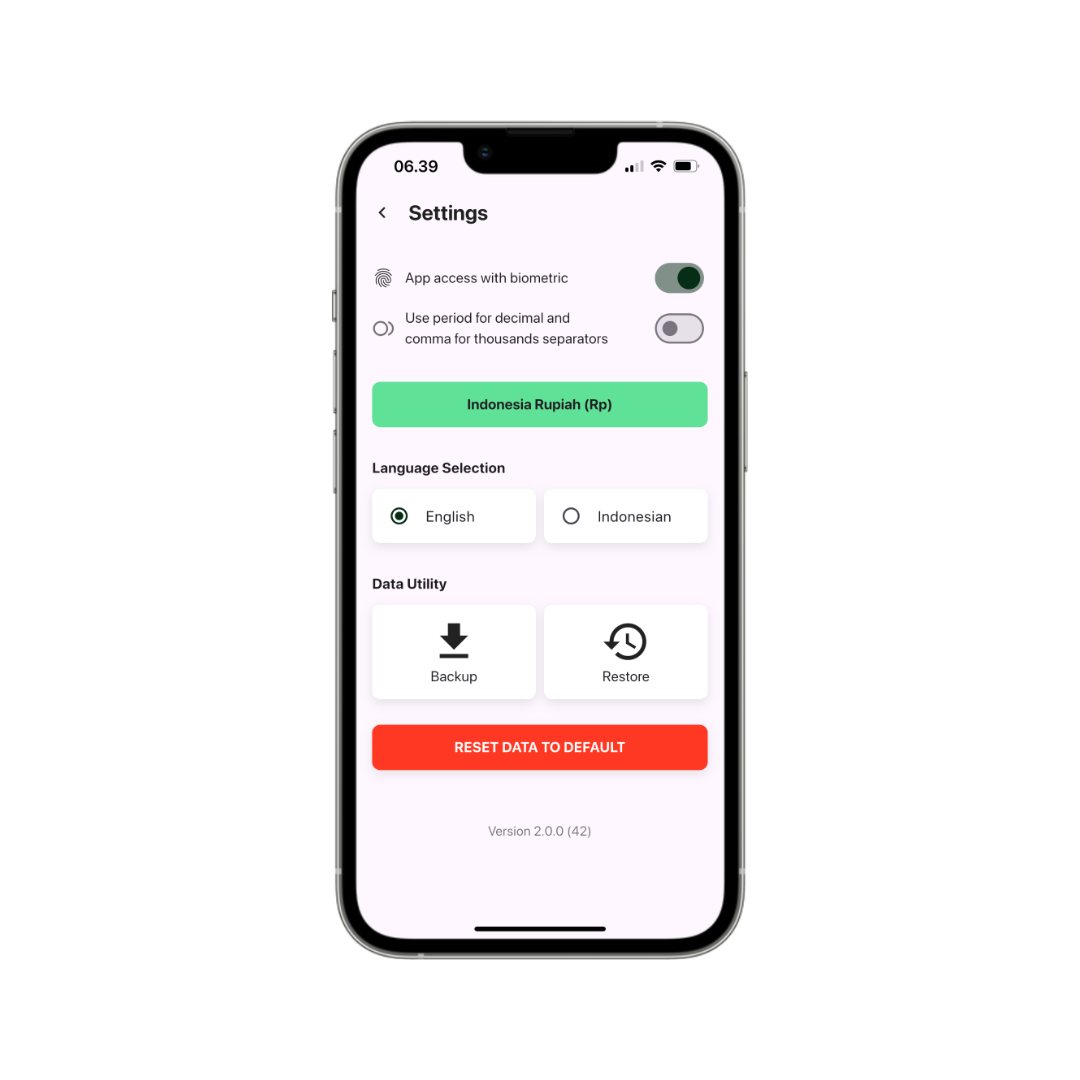 06.39
Settings
App access with biometric
Use period for decimal and
comma for thousands separators
Indonesia Rupiah (Rp)
Language Selection
English
Indonesian
Data Utility
Backup
Restore
RESET DATA TO DEFAULT
Version 2.0.0 (42)